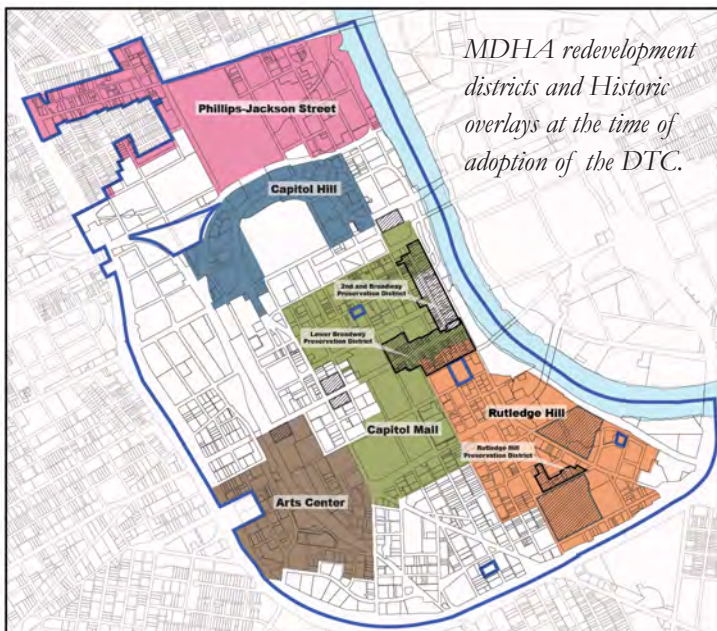 MDHA redevelopment
districts and Historic
overlays at the time of
adoption of the DTC.
Phillips-Jackson Street
Capitol Hill
2nd and Broadway
Preservation District
Lower Broadway
Preservation District
Capitol Mall
Rutledge Hill
Rutledge Hill
Preservation District
Arts Center